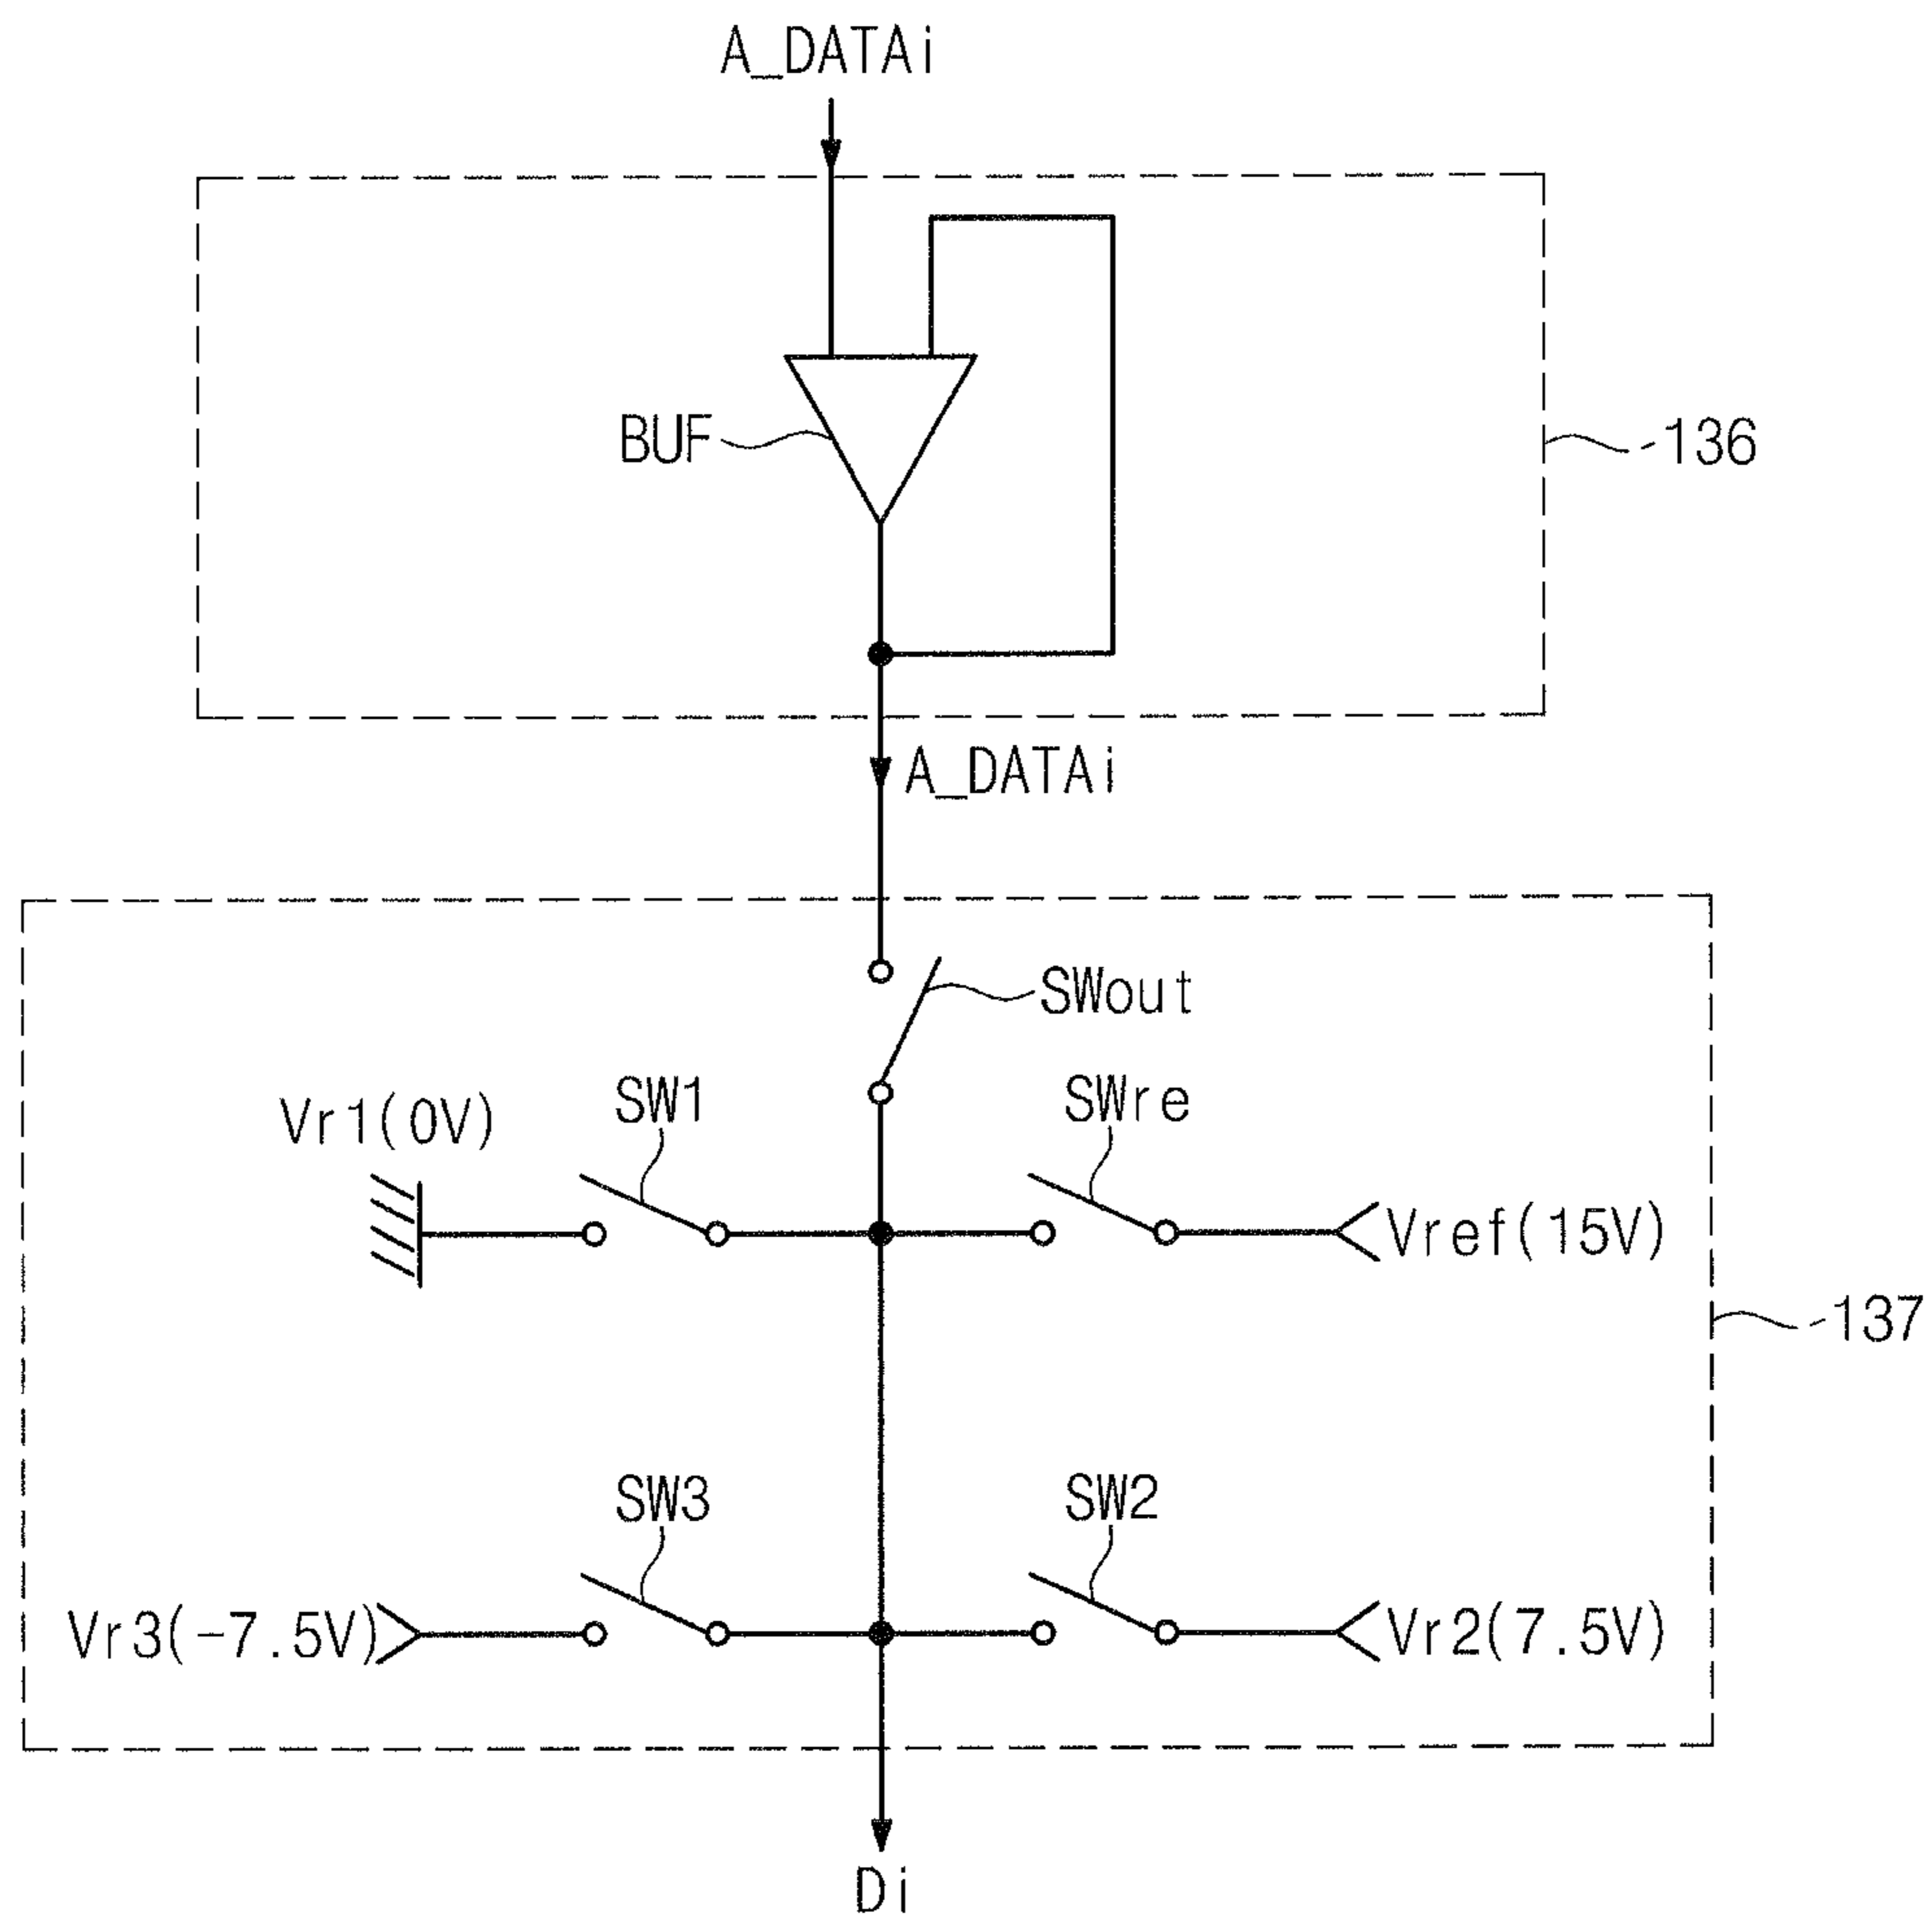 A_DATAi
BUF
136
A_DATAi
SWout
SW1
SWre
Vr1(0V)
Vref(15V)
137
SW3
SW2
Vr3(-7.5V)
Vr2(7.5V)
Di